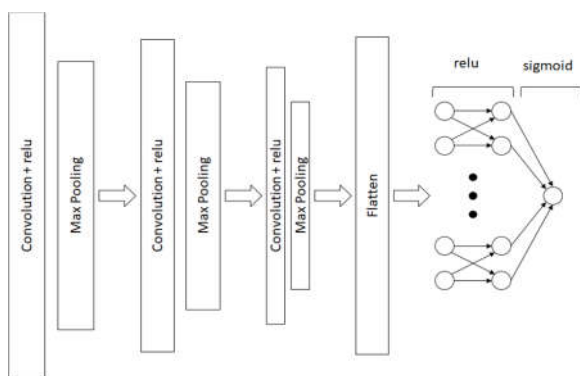 Convolution + relu
Max Pooling
Convolution + relu
Max Pooling
Convolution + relu
Max Pooling
Flatten
relu
sigmoid